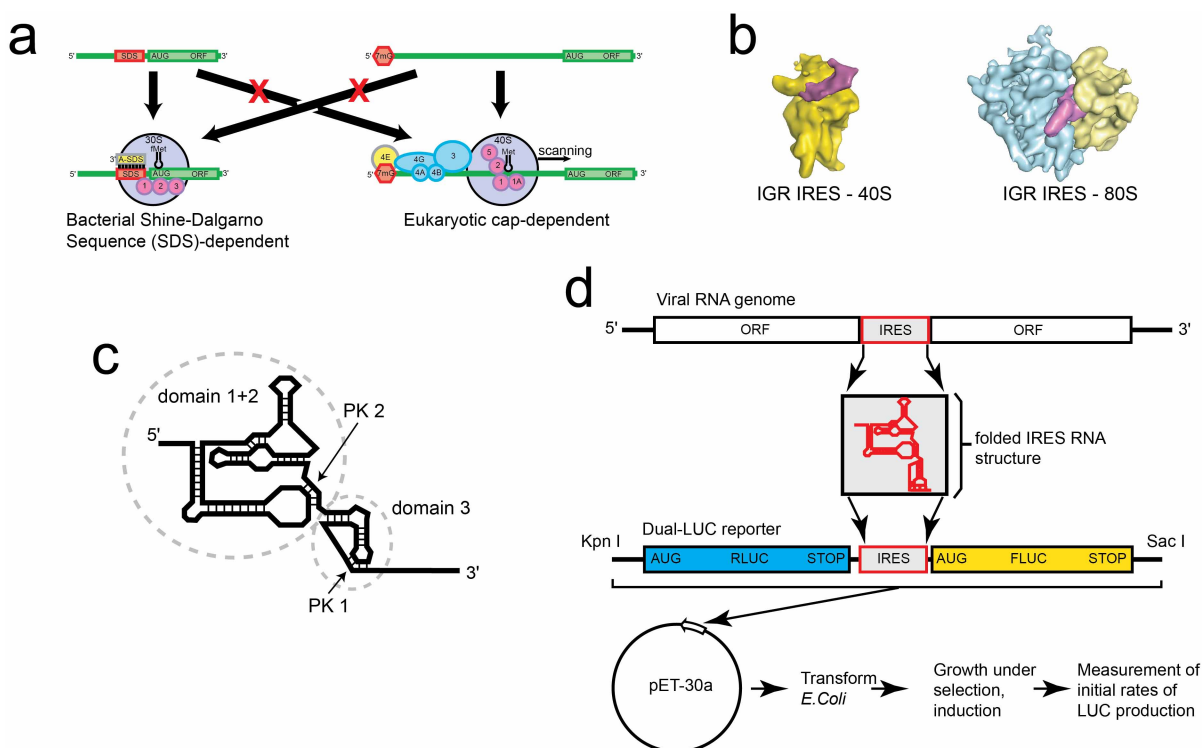 a
5'
SDS
AUG
ORF
3'
5'
7mG
AUG
ORF
3'
X
X
30S
fMet
3'
A-SDS
5'
SDS
AUG
ORF
3'
1
2
3
Bacterial Shine-Dalgarno
Sequence (SDS)-dependent
40S
Met
scanning
4E
4G
3
4A
4B
5
2
1
1A
5'
7mG
AUG
ORF
3'
Eukaryotic cap-dependent
b
IGR IRES - 40S
IGR IRES - 80S
c
domain 1+2
PK 2
5'
domain 3
PK 1
3'
d
Viral RNA genome
5'
ORF
IRES
ORF
3'
folded IRES RNA
structure
Dual-LUC reporter
Kpn I
Sac I
AUG
RLUC
STOP
IRES
AUG
FLUC
STOP
pET-30a
Transform
E.Coli
Growth under
selection,
induction
Measurement of
initial rates of
LUC production